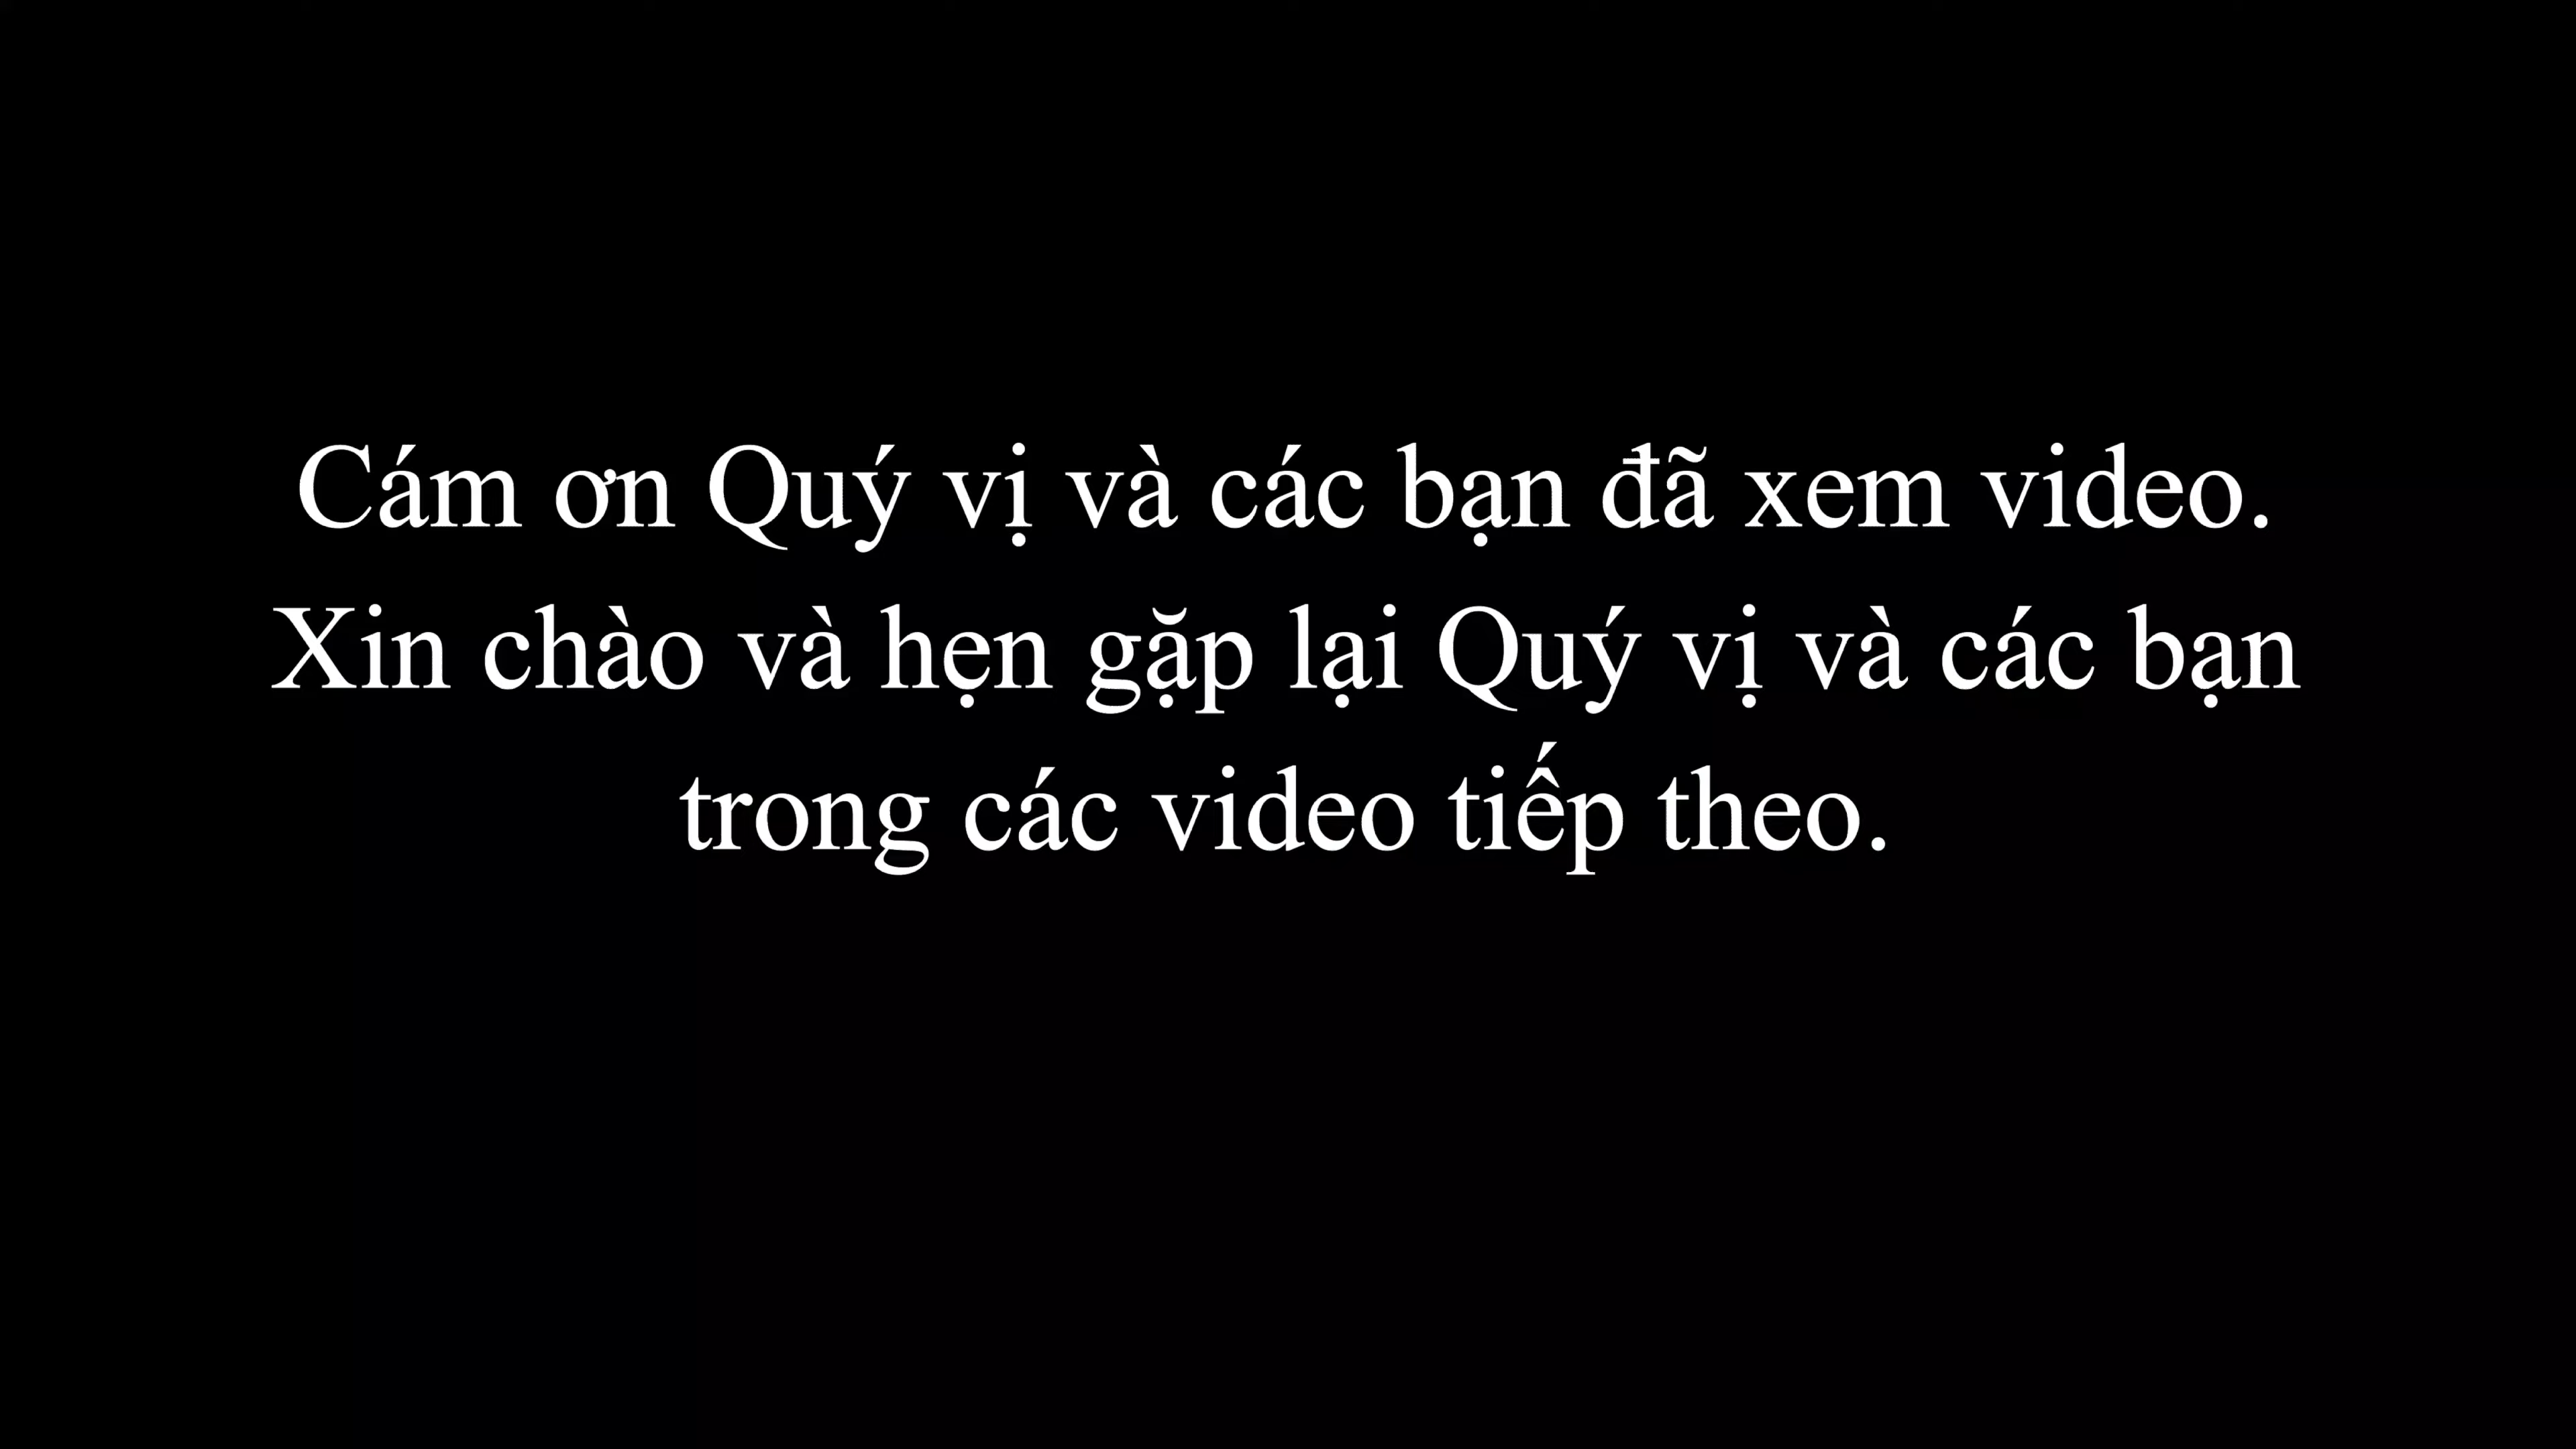 Cám ơn Quý vị và các bạn đã xem video.
Xin chào và hẹn gặp lại Quý vị và các bạn
trong các video tiếp theo.